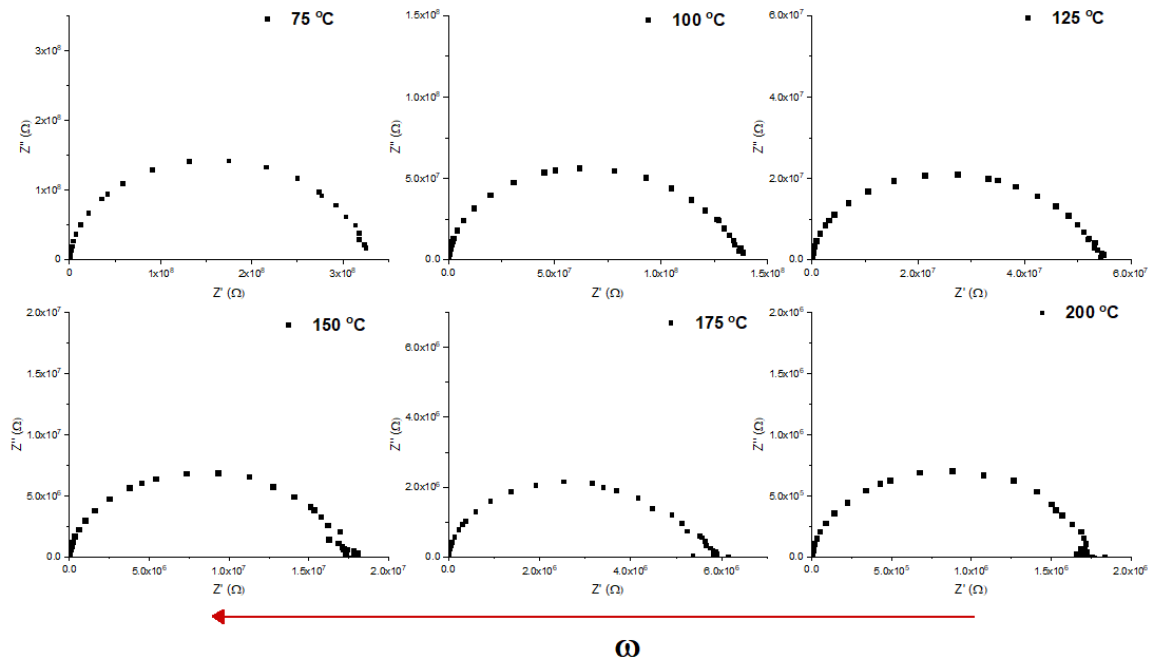 75 °C
3x10⁸
2x10⁸
1x10⁸
0
Z'' (Ω)
0
1x10⁸
2x10⁸
3x10⁸
Z' (Ω)
100 °C
1.5x10⁸
1.0x10⁸
5.0x10⁷
0.0
Z'' (Ω)
0.0
5.0x10⁷
1.0x10⁸
1.5x10⁸
Z' (Ω)
125 °C
6.0x10⁷
4.0x10⁷
2.0x10⁷
0.0
Z'' (Ω)
0.0
2.0x10⁷
4.0x10⁷
6.0x10⁷
Z' (Ω)
150 °C
2.0x10⁷
1.5x10⁷
1.0x10⁷
5.0x10⁶
0.0
Z'' (Ω)
0.0
5.0x10⁶
1.0x10⁷
1.5x10⁷
2.0x10⁷
Z' (Ω)
175 °C
6.0x10⁶
4.0x10⁶
2.0x10⁶
0.0
Z'' (Ω)
0.0
2.0x10⁶
4.0x10⁶
6.0x10⁶
Z' (Ω)
200 °C
2.0x10⁶
1.5x10⁶
1.0x10⁶
5.0x10⁵
0.0
Z'' (Ω)
0.0
5.0x10⁵
1.0x10⁶
1.5x10⁶
2.0x10⁶
Z' (Ω)
ω